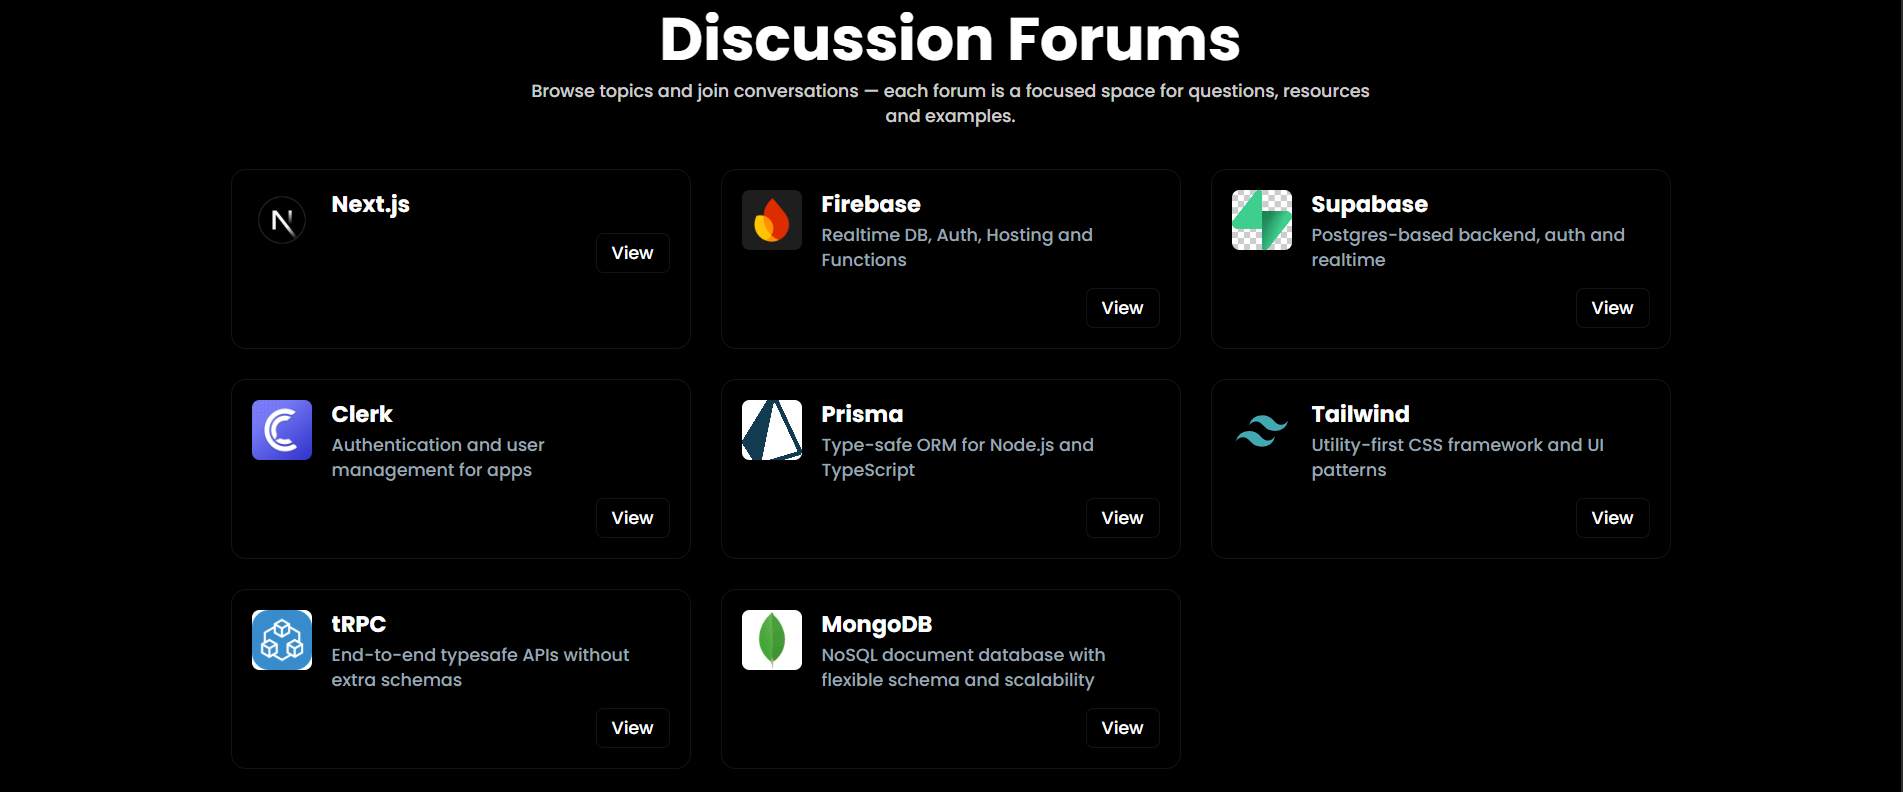 Discussion Forums
Browse topics and join conversations — each forum is a focused space for questions, resources
and examples.
Next.js
View
Firebase
Realtime DB, Auth, Hosting and
Functions
View
Supabase
Postgres-based backend, auth and
realtime
View
Clerk
Authentication and user
management for apps
View
Prisma
Type-safe ORM for Node.js and
TypeScript
View
Tailwind
Utility-first CSS framework and UI
patterns
View
tRPC
End-to-end typesafe APIs without
extra schemas
View
MongoDB
NoSQL document database with
flexible schema and scalability
View